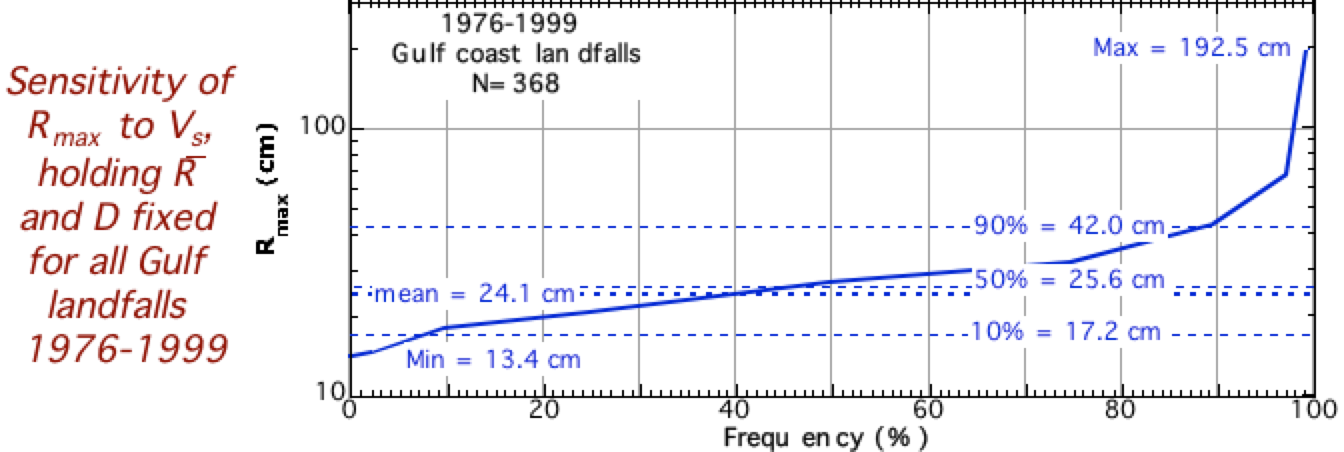 Sensitivity of
Rmax to Vs,
holding R̅
and D fixed
for all Gulf
landfalls
1976-1999
Rmax (cm)
1976-1999
Gulf coast lan dfalls
N= 368
Max = 192.5 cm
100
90% = 42.0 cm
50% = 25.6 cm
mean = 24.1 cm
10% = 17.2 cm
Min = 13.4 cm
10
0 20 40 60 80 100
Frequ en cy (% )